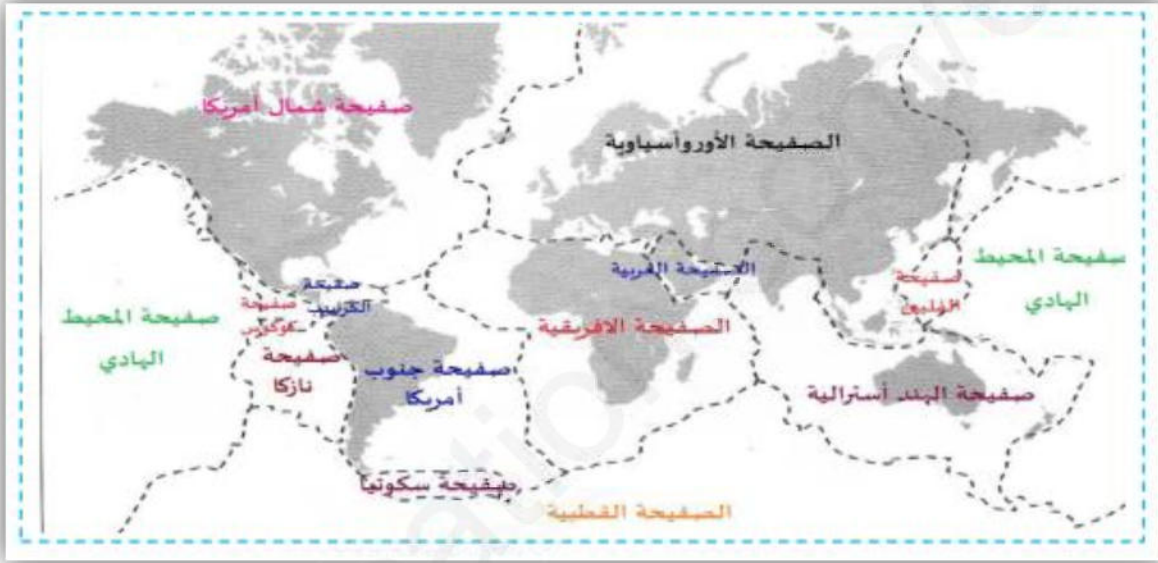 صفيحة شمال أمريكا
الصفيحة الأوروآسياوية
صفيحة المحيط
الهادي
صفيحة
الفلبين
الصفيحة العربية
صفيحة
الكرييب
صفيحة
كوكوس
صفيحة المحيط
الهادي
الصفيحة الافريقية
صفيحة
نازكا
صفيحة جنوب
أمريكا
صفيحة الهند أسترالية
صفيحة سكوتيا
الصفيحة القطبية